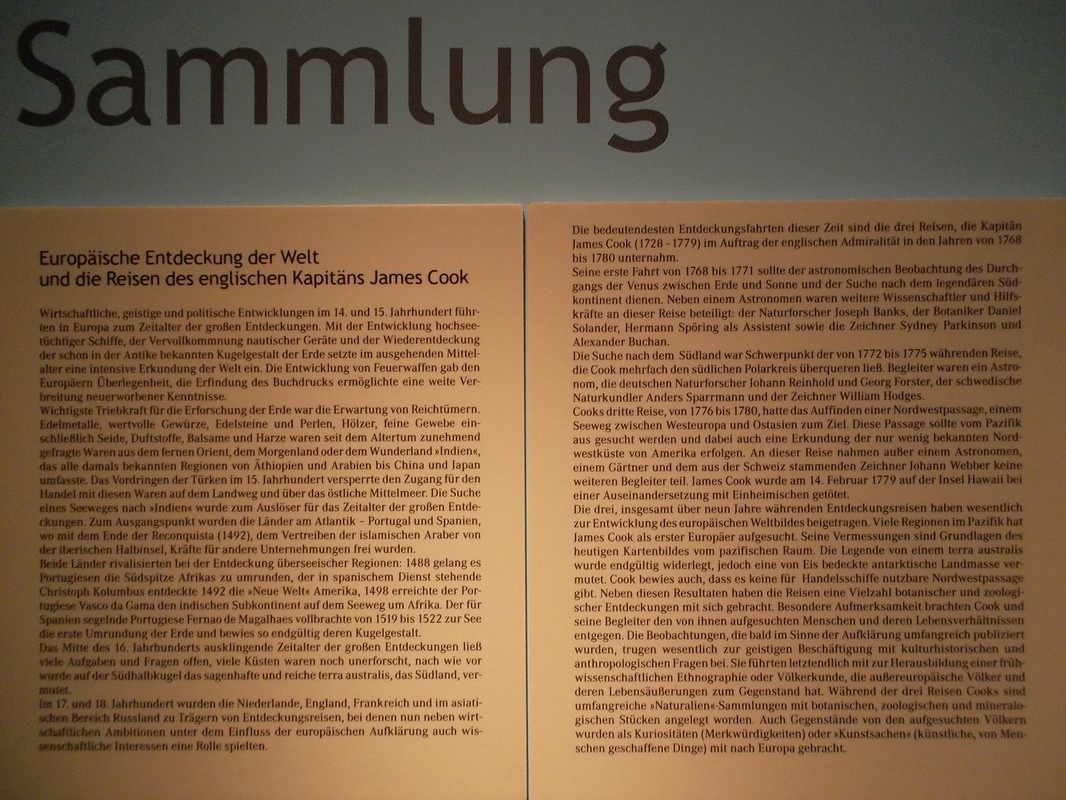 Sammlung
Europäische Entdeckung der Welt
und die Reisen des englischen Kapitäns James Cook
Wirtschaftliche, geistige und politische Entwicklungen im 14. und 15. Jahrhundert führ-
ten in Europa zum Zeitalter der großen Entdeckungen. Mit der Entwicklung hochsee-
tüchtiger Schiffe, der Vervollkommnung nautischer Geräte und der Wiederentdeckung
der schon in der Antike bekannten Kugelgestalt der Erde setzte im ausgehenden Mittel-
alter eine intensive Erkundung der Welt ein. Die Entwicklung von Feuerwaffen gab den
Europäern Überlegenheit, die Erfindung des Buchdrucks ermöglichte eine weite Ver-
breitung neuerworbener Kenntnisse.
Wichtigste Triebkraft für die Erforschung der Erde war die Erwartung von Reichtümern.
Edelmetalle, wertvolle Gewürze, Edelsteine und Perlen, Hölzer, feine Gewebe ein-
schließlich Seide, Duftstoffe, Balsame und Harze waren seit dem Altertum zunehmend
gefragte Waren aus dem fernen Orient, dem Morgenland oder dem Wunderland »Indien«,
das alle damals bekannten Regionen von Äthiopien und Arabien bis China und Japan
umfasste. Das Vordringen der Türken im 15. Jahrhundert versperrte den Zugang für den
Handel mit diesen Waren auf dem Landweg und über das östliche Mittelmeer. Die Suche
eines Seeweges nach »Indien« wurde zum Auslöser für das Zeitalter der großen Entde-
ckungen. Zum Ausgangspunkt wurden die Länder am Atlantik – Portugal und Spanien,
wo mit dem Ende der Reconquista (1492), dem Vertreiben der islamischen Araber von
der iberischen Halbinsel, Kräfte für andere Unternehmungen frei wurden.
Beide Länder rivalisierten bei der Entdeckung überseeischer Regionen: 1488 gelang es
Portugiesen die Südspitze Afrikas zu umrunden, der in spanischem Dienst stehende
Christoph Kolumbus entdeckte 1492 die »Neue Welt« Amerika, 1498 erreichte der Por-
tugiese Vasco da Gama den indischen Subkontinent auf dem Seeweg um Afrika. Der für
Spanien segelnde Portugiese Fernao de Magalhaes vollbrachte von 1519 bis 1522 zur See
die erste Umrundung der Erde und bewies so endgültig deren Kugelgestalt.
Das Mitte des 16. Jahrhunderts ausklingende Zeitalter der großen Entdeckungen ließ
viele Aufgaben und Fragen offen, viele Küsten waren noch unerforscht, nach wie vor
wurde auf der Südhalbkugel das sagenhafte und reiche terra australis, das Südland, ver-
mutet.
Im 17. und 18. Jahrhundert wurden die Niederlande, England, Frankreich und im asiati-
schen Bereich Russland zu Trägern von Entdeckungsreisen, bei denen nun neben wirt-
schaftlichen Ambitionen unter dem Einfluss der europäischen Aufklärung auch wis-
senschaftliche Interessen eine Rolle spielten.
Die bedeutendesten Entdeckungsfahrten dieser Zeit sind die drei Reisen, die Kapitän
James Cook (1728 –1779) im Auftrag der englischen Admiralität in den Jahren von 1768
bis 1780 unternahm.
Seine erste Fahrt von 1768 bis 1771 sollte der astronomischen Beobachtung des Durch-
gangs der Venus zwischen Erde und Sonne und der Suche nach dem legendären Süd-
kontinent dienen. Neben einem Astronomen waren weitere Wissenschaftler und Hilfs-
kräfte an dieser Reise beteiligt: der Naturforscher Joseph Banks, der Botaniker Daniel
Solander, Hermann Spöring als Assistent sowie die Zeichner Sydney Parkinson und
Alexander Buchan.
Die Suche nach dem Südland war Schwerpunkt der von 1772 bis 1775 währenden Reise,
die Cook mehrfach den südlichen Polarkreis überqueren ließ. Begleiter waren ein Astro-
nom, die deutschen Naturforscher Johann Reinhold und Georg Forster, der schwedische
Naturkundler Anders Sparrmann und der Zeichner William Hodges.
Cooks dritte Reise, von 1776 bis 1780, hatte das Auffinden einer Nordwestpassage, einem
Seeweg zwischen Westeuropa und Ostasien zum Ziel. Diese Passage sollte vom Pazifik
aus gesucht werden und dabei auch eine Erkundung der nur wenig bekannten Nord-
westküste von Amerika erfolgen. An dieser Reise nahmen außer einem Astronomen,
einem Gärtner und dem aus der Schweiz stammenden Zeichner Johann Webber keine
weiteren Begleiter teil. James Cook wurde am 14. Februar 1779 auf der Insel Hawaii bei
einer Auseinandersetzung mit Einheimischen getötet.
Die drei, insgesamt über neun Jahre währenden Entdeckungsreisen haben wesentlich
zur Entwicklung des europäischen Weltbildes beigetragen. Viele Regionen im Pazifik hat
James Cook als erster Europäer aufgesucht. Seine Vermessungen sind Grundlagen des
heutigen Kartenbildes vom pazifischen Raum. Die Legende von einem terra australis
wurde endgültig widerlegt, jedoch eine von Eis bedeckte antarktische Landmasse ver-
mutet. Cook bewies auch, dass es keine für Handelsschiffe nutzbare Nordwestpassage
gibt. Neben diesen Resultaten haben die Reisen eine Vielzahl botanischer und zoologi-
scher Entdeckungen mit sich gebracht. Besondere Aufmerksamkeit brachten Cook und
seine Begleiter den von ihnen aufgesuchten Menschen und deren Lebensverhältnissen
entgegen. Die Beobachtungen, die bald im Sinne der Aufklärung umfangreich publiziert
wurden, trugen wesentlich zur geistigen Beschäftigung mit kulturhistorischen und
anthropologischen Fragen bei. Sie führten letztendlich mit zur Herausbildung einer früh-
wissenschaftlichen Ethnographie oder Völkerkunde, die außereuropäische Völker und
deren Lebensäußerungen zum Gegenstand hat. Während der drei Reisen Cooks sind
umfangreiche »Naturalien«-Sammlungen mit botanischen, zoologischen und mineralo-
gischen Stücken angelegt worden. Auch Gegenstände von den aufgesuchten Völkern
wurden als Kuriositäten (Merkwürdigkeiten) oder »Kunstsachen« (künstliche, von Men-
schen geschaffene Dinge) mit nach Europa gebracht.